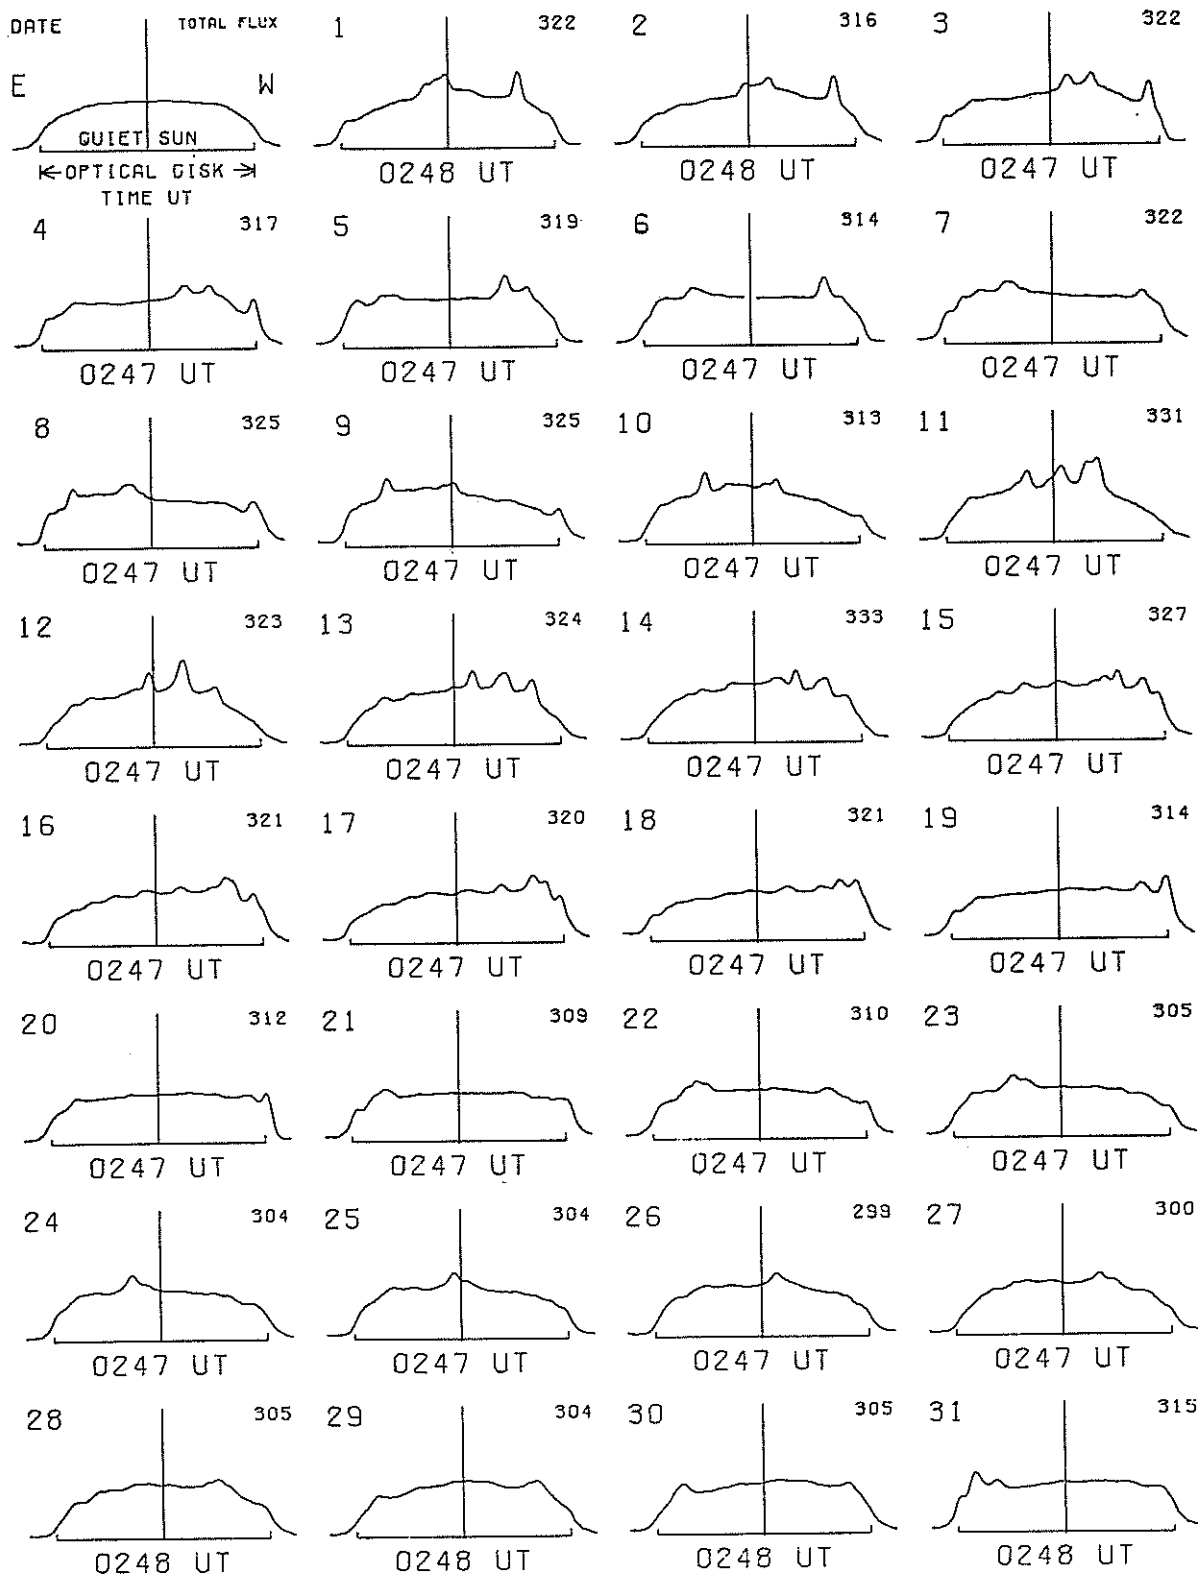 DATE TOTAL FLUX 1 322 2 316 3 322
E W
QUIET SUN
←OPTICAL DISK→ 0248 UT 0248 UT 0247 UT
TIME UT
4 317 5 319 6 314 7 322
0247 UT 0247 UT 0247 UT 0247 UT
8 325 9 325 10 313 11 331
0247 UT 0247 UT 0247 UT 0247 UT
12 323 13 324 14 333 15 327
0247 UT 0247 UT 0247 UT 0247 UT
16 321 17 320 18 321 19 314
0247 UT 0247 UT 0247 UT 0247 UT
20 312 21 309 22 310 23 305
0247 UT 0247 UT 0247 UT 0247 UT
24 304 25 304 26 299 27 300
0247 UT 0247 UT 0247 UT 0247 UT
28 305 29 304 30 305 31 315
0248 UT 0248 UT 0248 UT 0248 UT